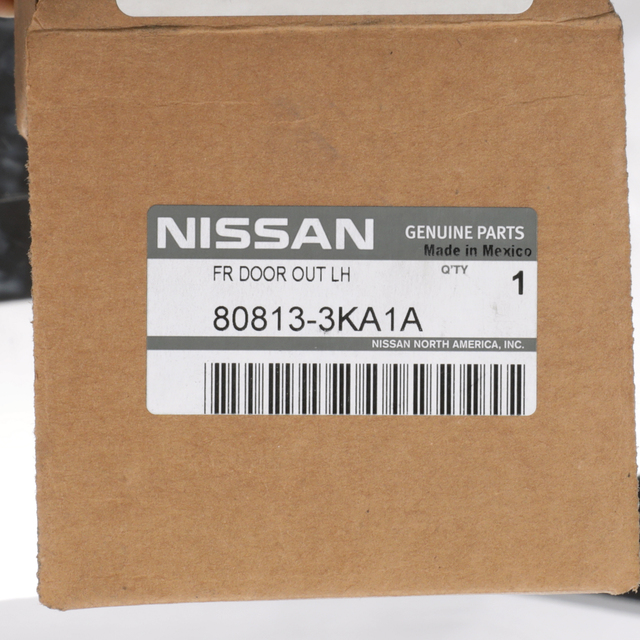 NISSAN GENUINE PARTS
Made in Mexico
FR DOOR OUT LH Q'TY
80813-3KA1A 1
NISSAN NORTH AMERICA, INC.